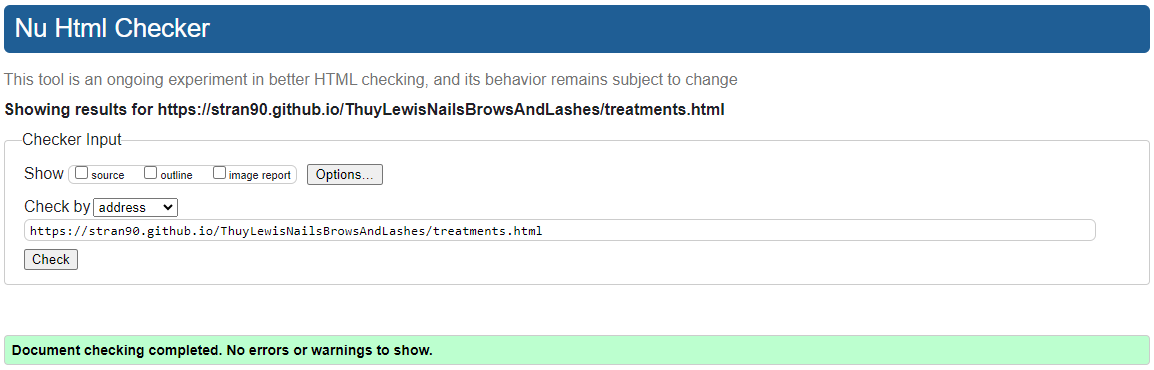 Nu Html Checker
This tool is an ongoing experiment in better HTML checking, and its behavior remains subject to change
Showing results for https://stran90.github.io/ThuyLewisNailsBrowsAndLashes/treatments.html
Checker Input
Show source outline image report Options...
Check by address
https://stran90.github.io/ThuyLewisNailsBrowsAndLashes/treatments.html
Check
Document checking completed. No errors or warnings to show.